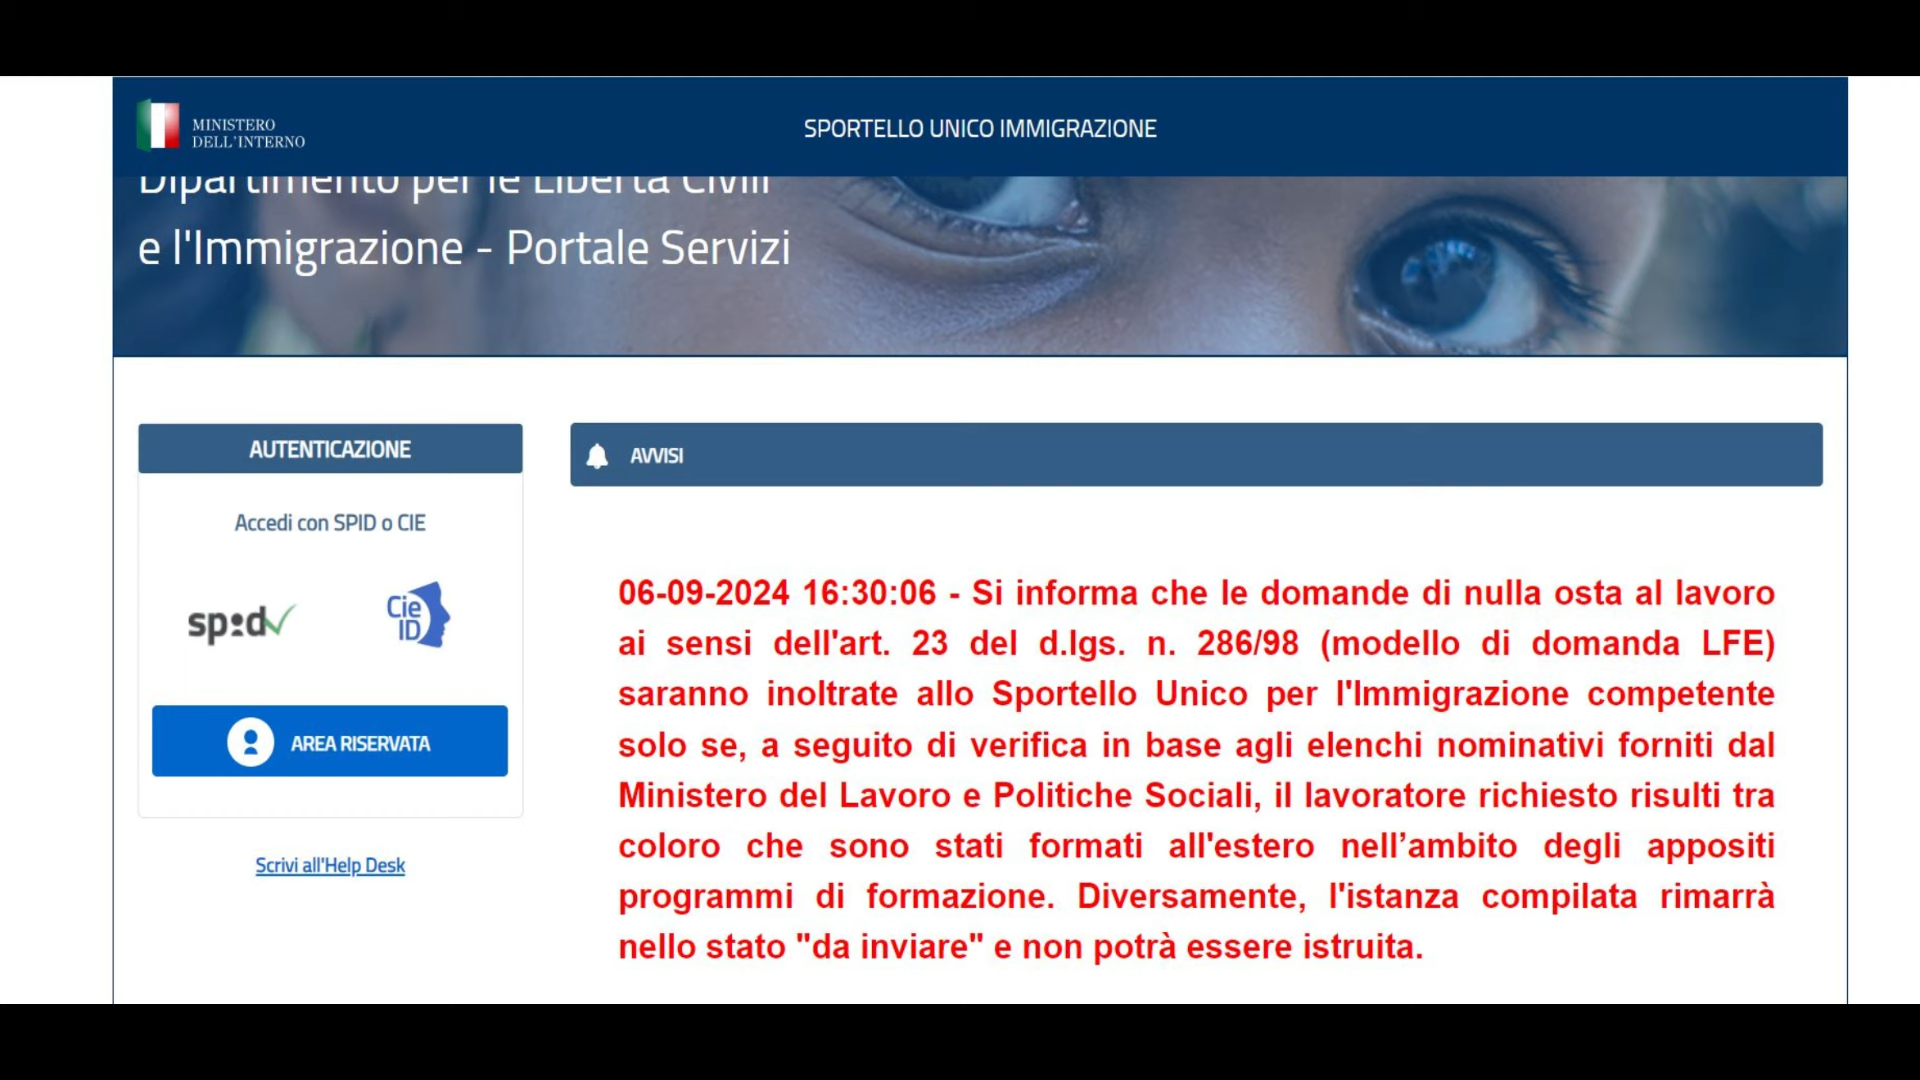 MINISTERO
DELL'INTERNO
SPORTELLO UNICO IMMIGRAZIONE
Dipartimento per le Libertà Civili
e l'Immigrazione - Portale Servizi
AUTENTICAZIONE
Accedi con SPID o CIE
spid
Cie
ID
AREA RISERVATA
Scrivi all'Help Desk
AVVISI
06-09-2024 16:30:06 - Si informa che le domande di nulla osta al lavoro
ai sensi dell'art. 23 del d.lgs. n. 286/98 (modello di domanda LFE)
saranno inoltrate allo Sportello Unico per l'Immigrazione competente
solo se, a seguito di verifica in base agli elenchi nominativi forniti dal
Ministero del Lavoro e Politiche Sociali, il lavoratore richiesto risulti tra
coloro che sono stati formati all'estero nell’ambito degli appositi
programmi di formazione. Diversamente, l'istanza compilata rimarrà
nello stato "da inviare" e non potrà essere istruita.